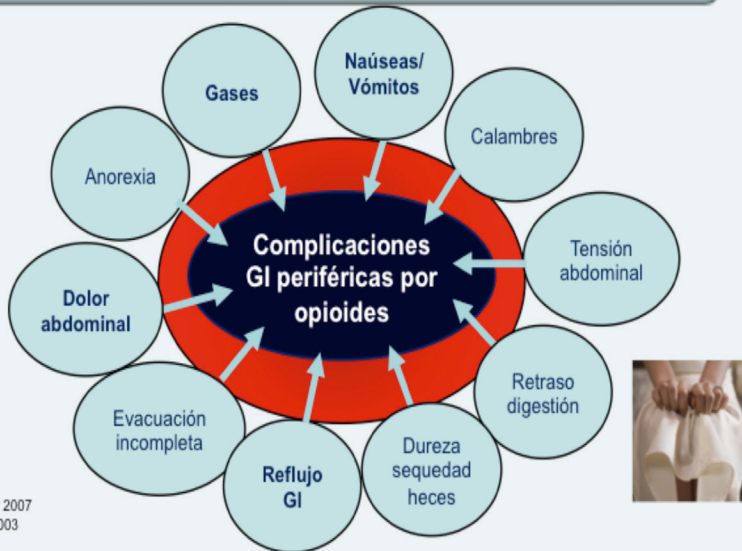 Naúseas/
Vómitos
Gases
Calambres
Anorexia
Complicaciones
GI periféricas por
opioides
Tensión
abdominal
Dolor
abdominal
Retraso
digestión
Evacuación
incompleta
Dureza
sequedad
heces
Reflujo
GI
2007